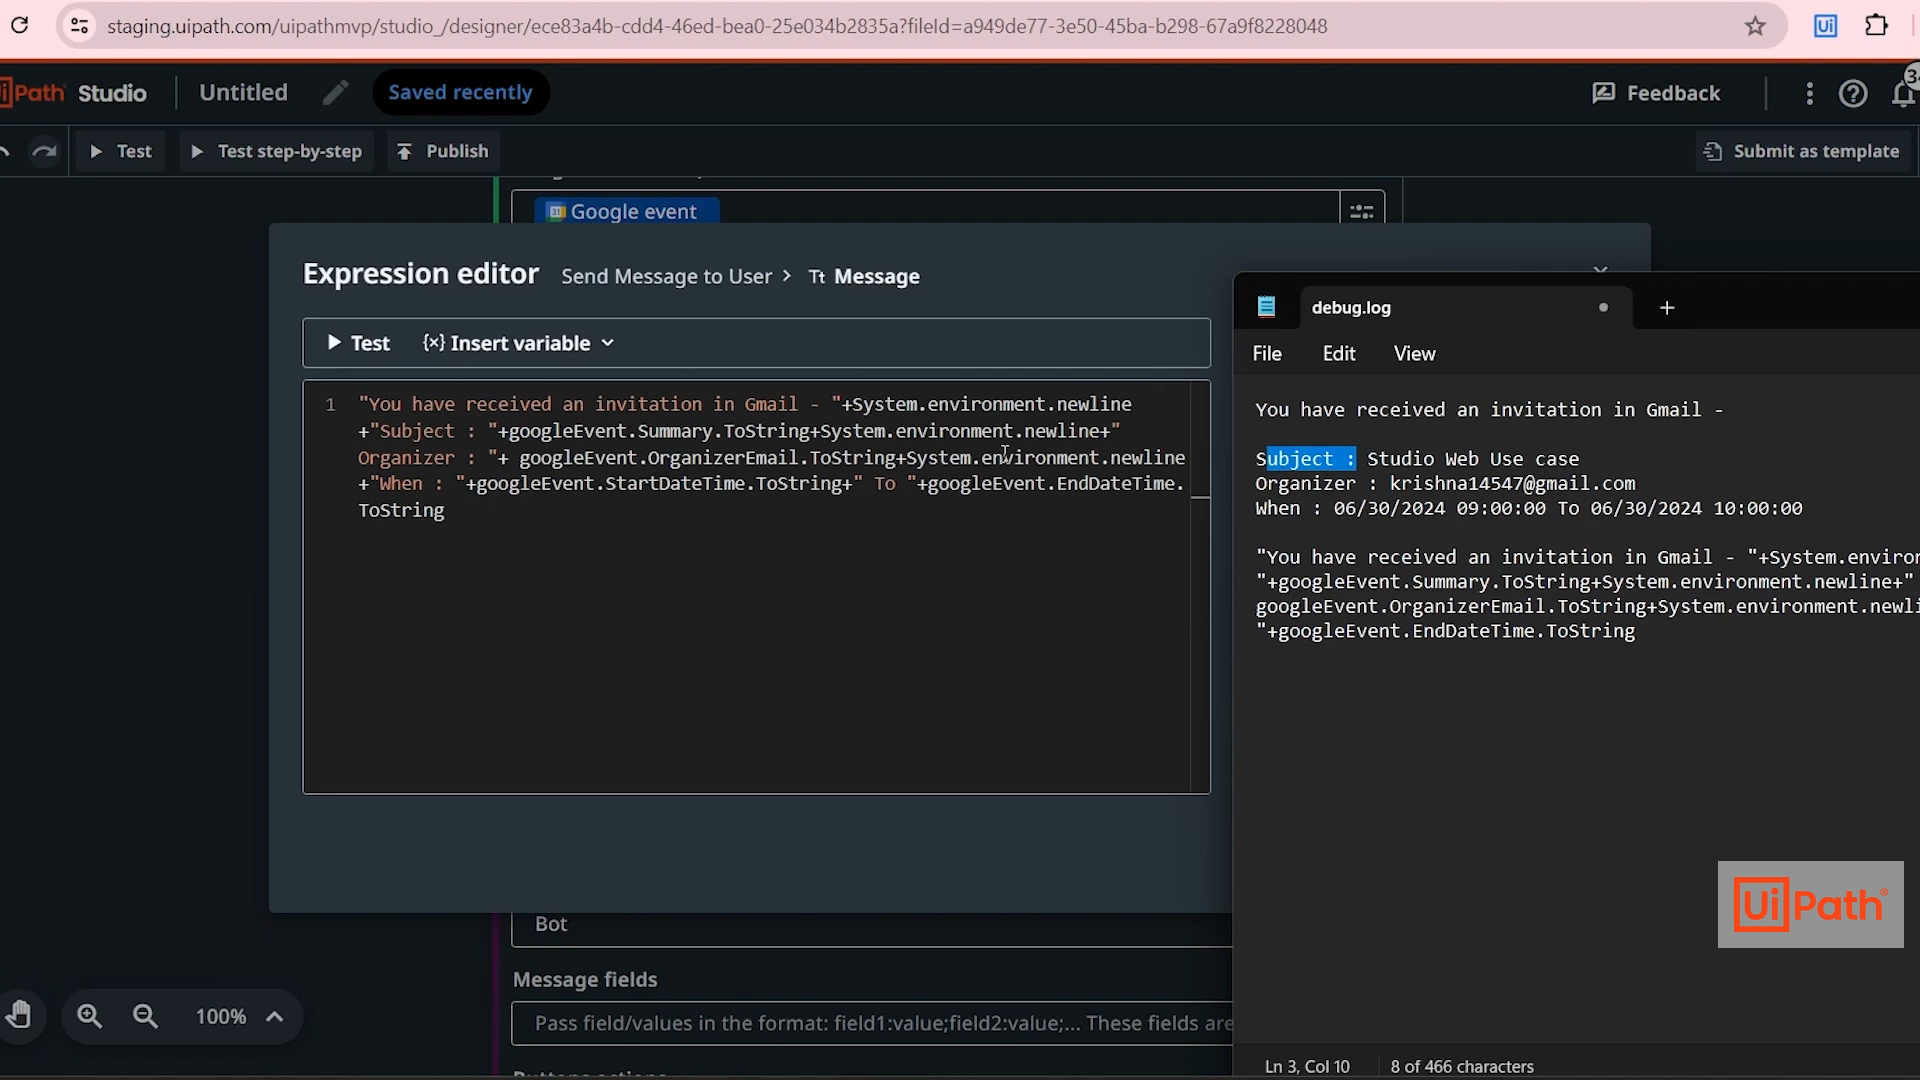 staging.uipath.com/uipathmvp/studio_/designer/ece83a4b-cdd4-46ed-bea0-25e034b2835a?fileId=a949de77-3e50-45ba-b298-67a9f8228048
Ui
UiPath Studio
Untitled
Saved recently
Feedback
Test
Test step-by-step
Publish
Submit as template
31
Google event
Expression editor
Send Message to User > Tt Message
Test
{×} Insert variable
1
"You have received an invitation in Gmail - "+System.environment.newline
+"Subject : "+googleEvent.Summary.ToString+System.environment.newline+"
Organizer : "+ googleEvent.OrganizerEmail.ToString+System.environment.newline
+"When : "+googleEvent.StartDateTime.ToString+" To "+googleEvent.EndDateTime.
ToString
debug.log
File
Edit
View
You have received an invitation in Gmail -
Subject : Studio Web Use case
Organizer : krishna14547@gmail.com
When : 06/30/2024 09:00:00 To 06/30/2024 10:00:00
"You have received an invitation in Gmail - "+System.environ
"+googleEvent.Summary.ToString+System.environment.newline+"
googleEvent.OrganizerEmail.ToString+System.environment.newli
"+googleEvent.EndDateTime.ToString
UiPath
Bot
Message fields
Pass field/values in the format: field1:value;field2:value;... These fields are
100%
Ln 3, Col 10
8 of 466 characters